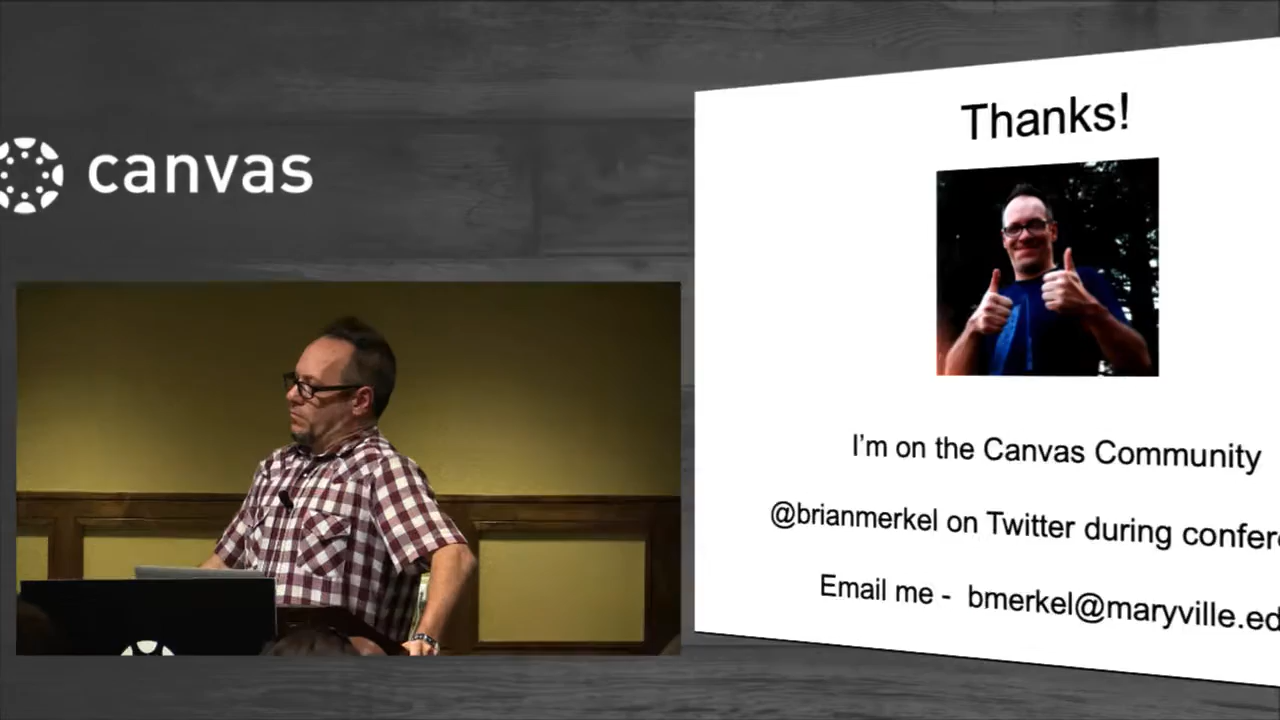 canvas
Thanks!
I'm on the Canvas Community
@brianmerkel on Twitter during confer
Email me - bmerkel@maryville.ed